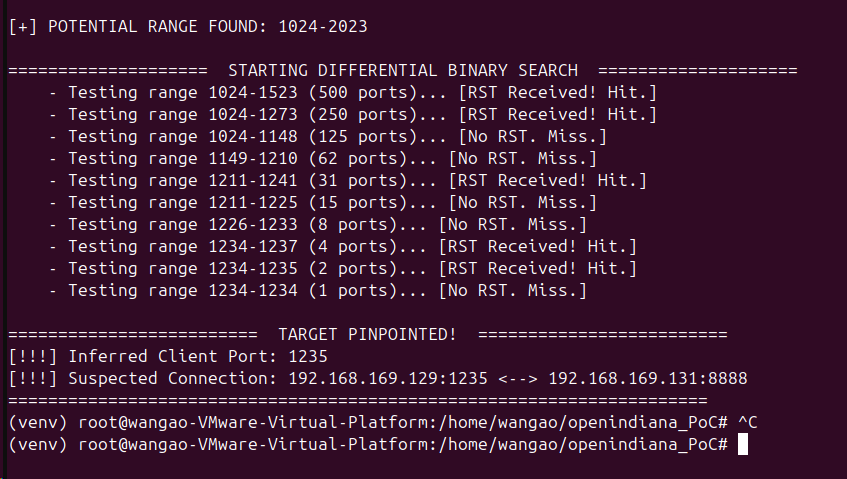 [+] POTENTIAL RANGE FOUND: 1024-2023
====================  STARTING DIFFERENTIAL BINARY SEARCH  ====================
    - Testing range 1024-1523 (500 ports)... [RST Received! Hit.]
    - Testing range 1024-1273 (250 ports)... [RST Received! Hit.]
    - Testing range 1024-1148 (125 ports)... [No RST. Miss.]
    - Testing range 1149-1210 (62 ports)... [No RST. Miss.]
    - Testing range 1211-1241 (31 ports)... [RST Received! Hit.]
    - Testing range 1211-1225 (15 ports)... [No RST. Miss.]
    - Testing range 1226-1233 (8 ports)... [No RST. Miss.]
    - Testing range 1234-1237 (4 ports)... [RST Received! Hit.]
    - Testing range 1234-1235 (2 ports)... [RST Received! Hit.]
    - Testing range 1234-1234 (1 ports)... [No RST. Miss.]
=========================  TARGET PINPOINTED!  =========================
[!!!] Inferred Client Port: 1235
[!!!] Suspected Connection: 192.168.169.129:1235 <--> 192.168.169.131:8888
======================================================================
(venv) root@wangao-VMware-Virtual-Platform:/home/wangao/openindiana_PoC# ^C
(venv) root@wangao-VMware-Virtual-Platform:/home/wangao/openindiana_PoC#